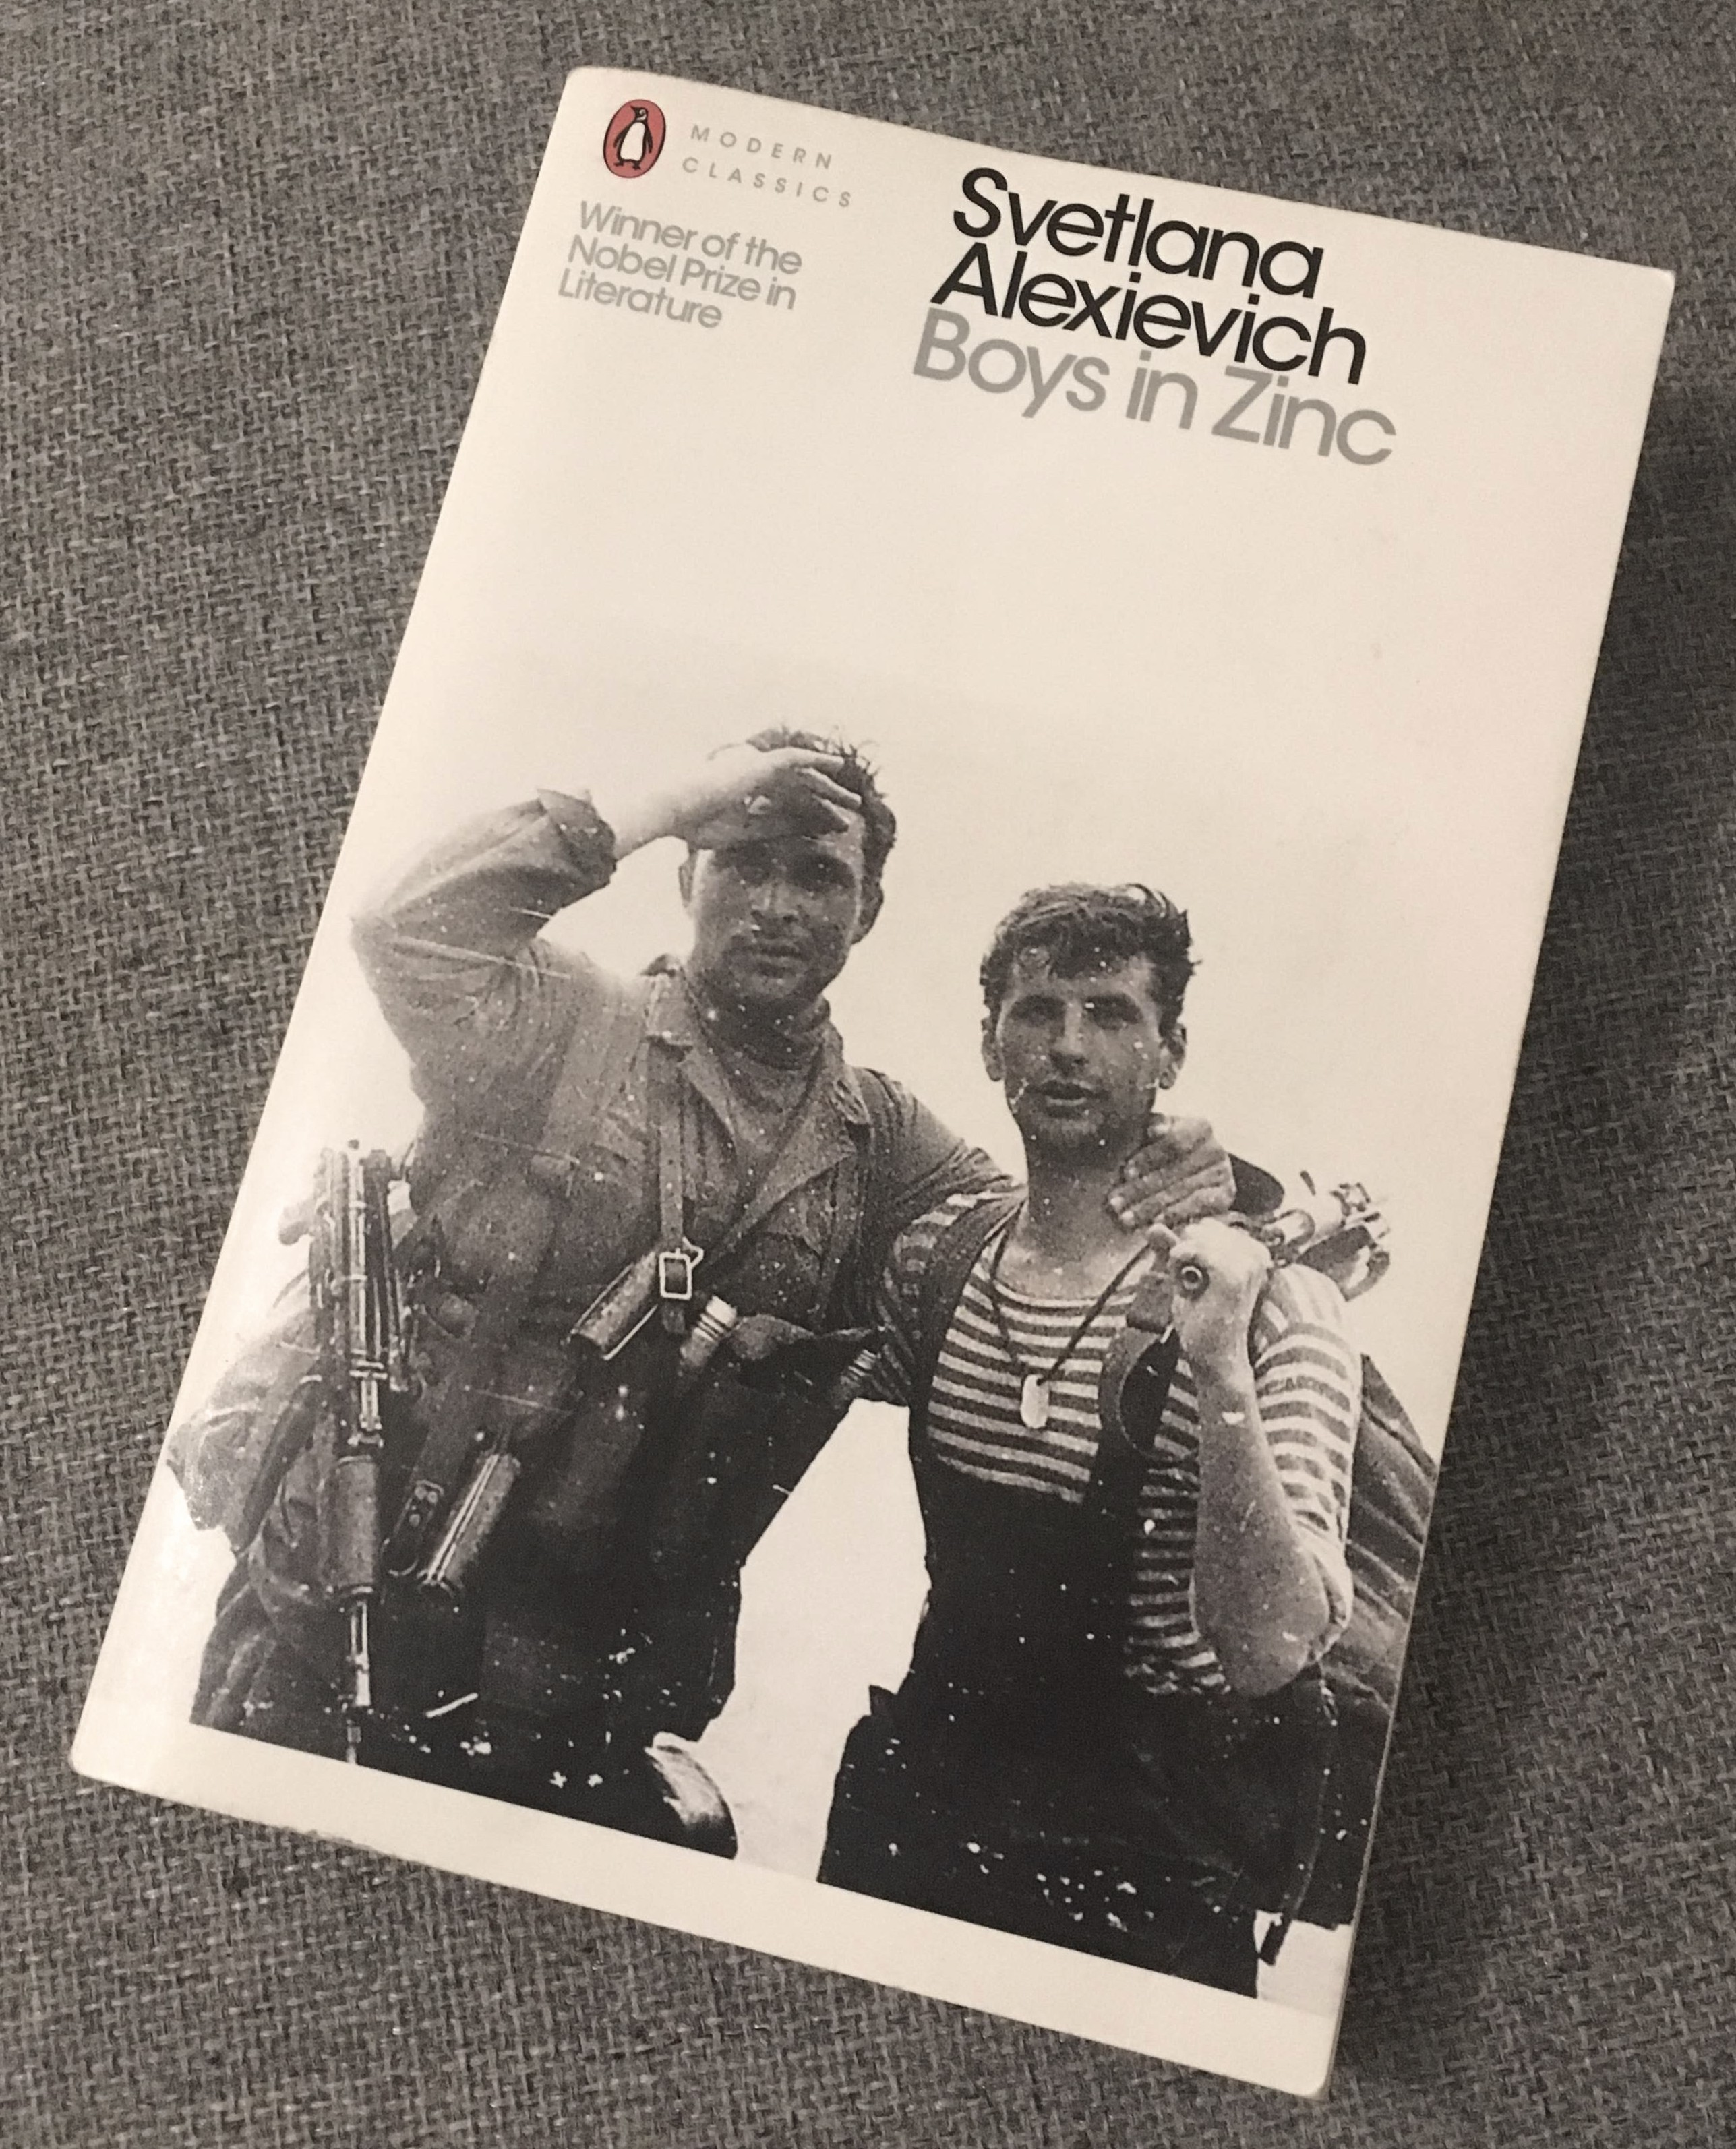 MODERN
CLASSICS
Winner of the
Nobel Prize in
Literature
Svetlana
Alexievich
Boys in Zinc